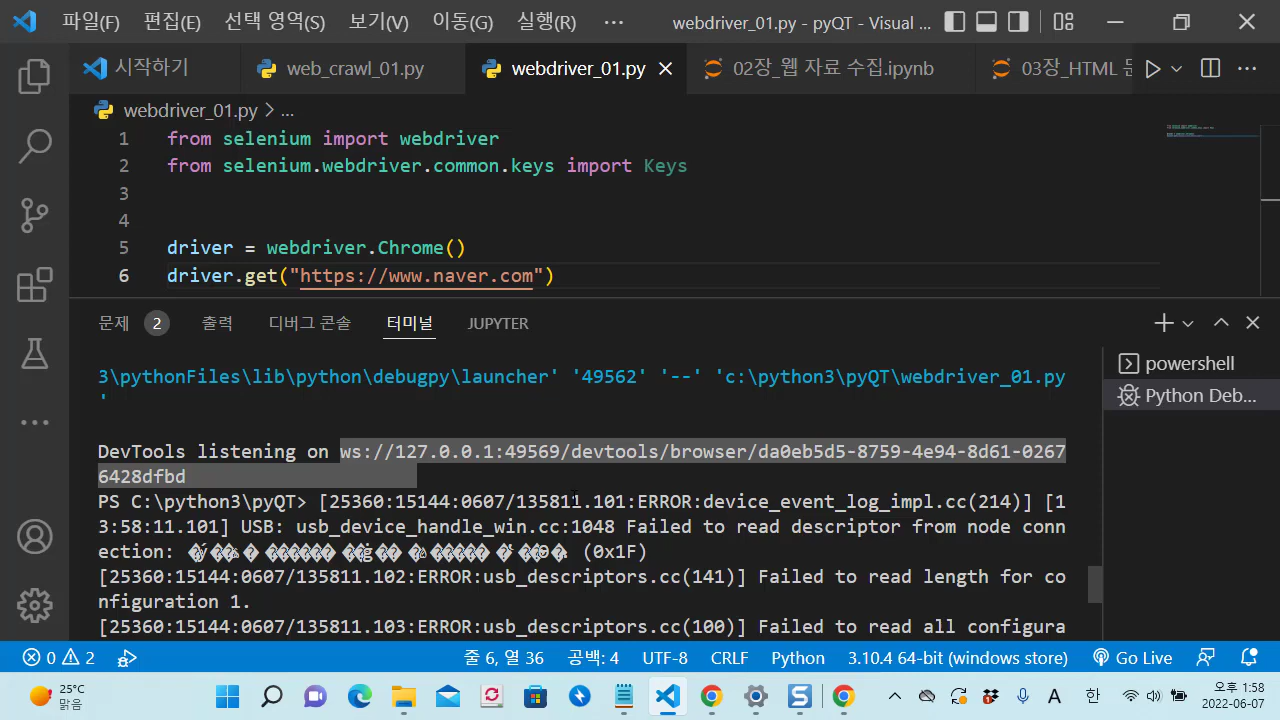 파일(F) 편집(E) 선택 영역(S) 보기(V) 이동(G) 실행(R) ··· webdriver_01.py - pyQT - Visual ...
시작하기 web_crawl_01.py webdriver_01.py 02장_웹 자료 수집.ipynb 03장_HTML 문
webdriver_01.py > ...
1 from selenium import webdriver
2 from selenium.webdriver.common.keys import Keys
3
4
5 driver = webdriver.Chrome()
6 driver.get("https://www.naver.com")
문제 2 출력 디버그 콘솔 터미널 JUPYTER
3\pythonFiles\lib\python\debugpy\launcher' '49562' '--' 'c:\python3\pyQT\webdriver_01.py
'
powershell
Python Deb...
DevTools listening on ws://127.0.0.1:49569/devtools/browser/da0eb5d5-8759-4e94-8d61-0267
6428dfbd
PS C:\python3\pyQT> [25360:15144:0607/135811.101:ERROR:device_event_log_impl.cc(214)] [1
3:58:11.101] USB: usb_device_handle_win.cc:1048 Failed to read descriptor from node conn
ection: (0x1F)
[25360:15144:0607/135811.102:ERROR:usb_descriptors.cc(141)] Failed to read length for co
nfiguration 1.
[25360:15144:0607/135811.103:ERROR:usb_descriptors.cc(100)] Failed to read all configura
0 2 줄 6, 열 36 공백: 4 UTF-8 CRLF Python 3.10.4 64-bit (windows store) Go Live
25°C
맑음
A 한
오후 1:58
2022-06-07